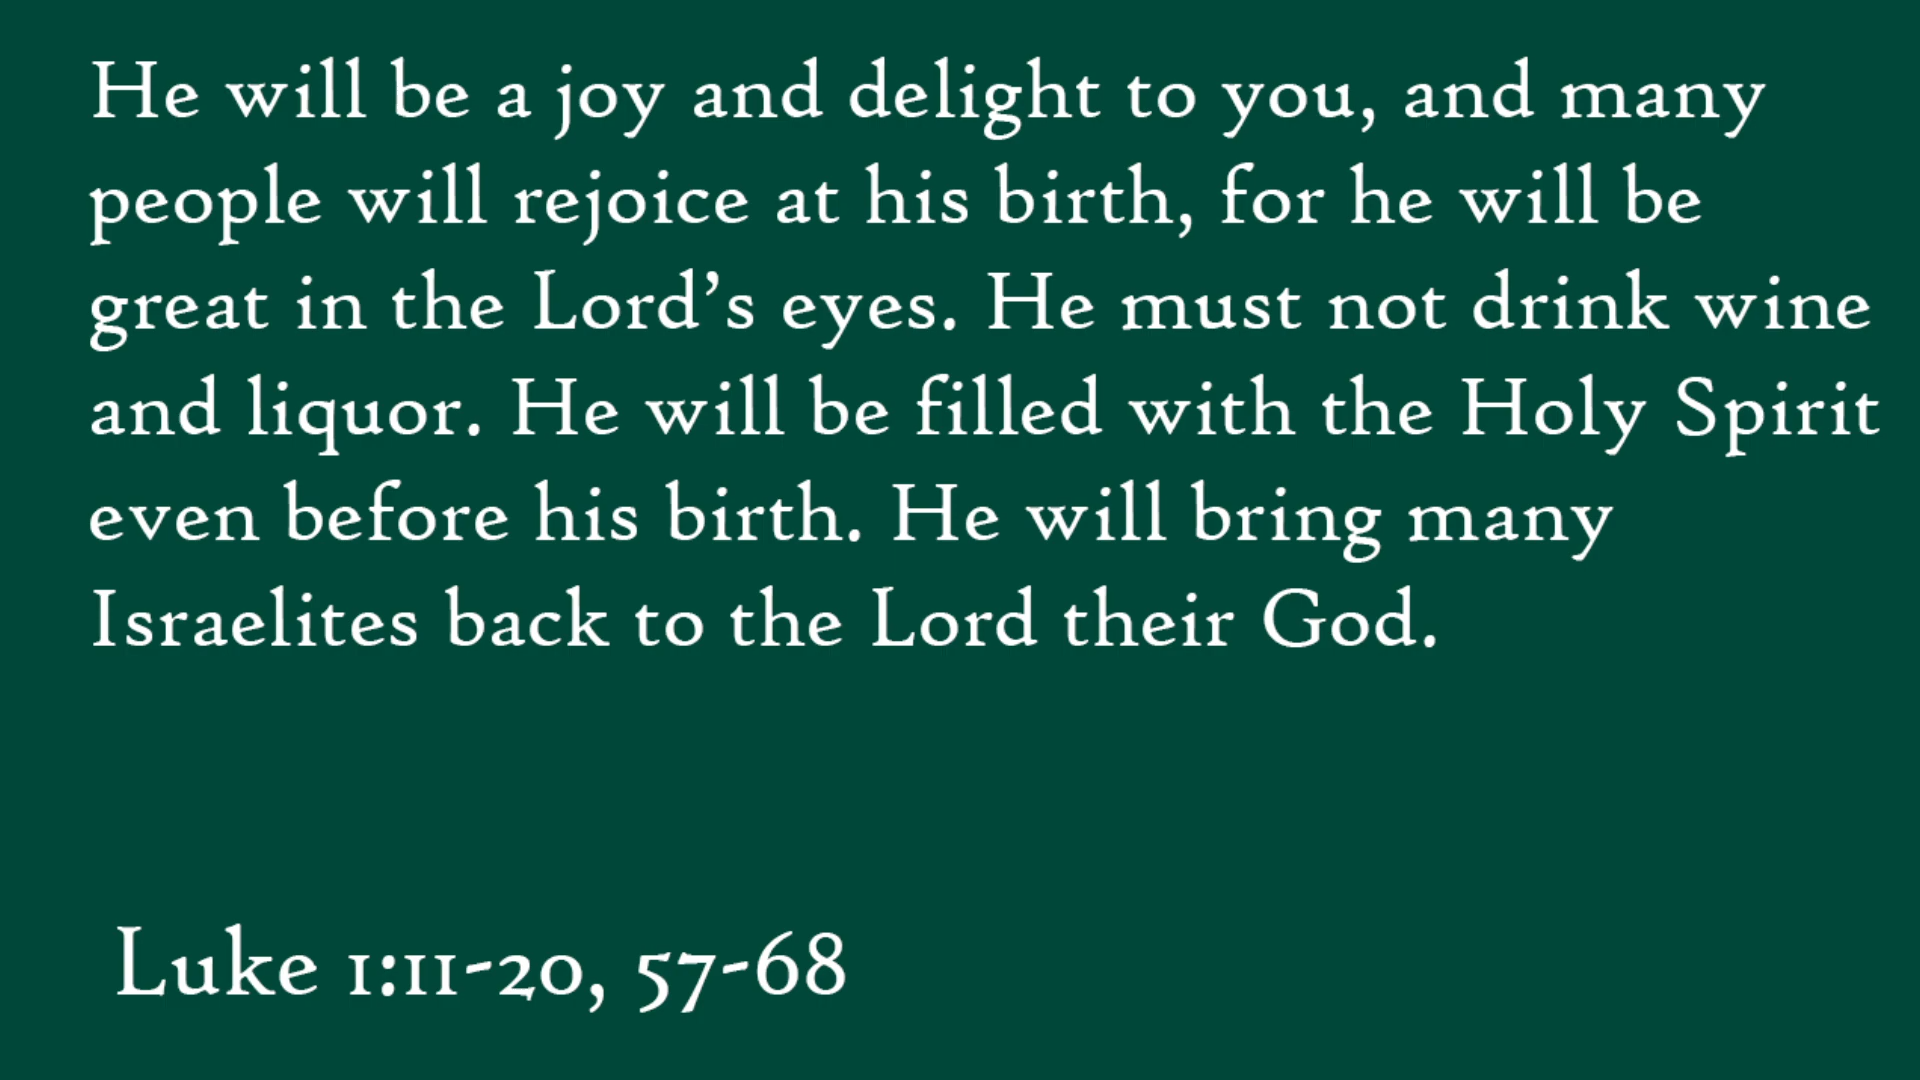 He will be a joy and delight to you, and many
people will rejoice at his birth, for he will be
great in the Lord’s eyes. He must not drink wine
and liquor. He will be filled with the Holy Spirit
even before his birth. He will bring many
Israelites back to the Lord their God.
Luke 1:11-20, 57-68